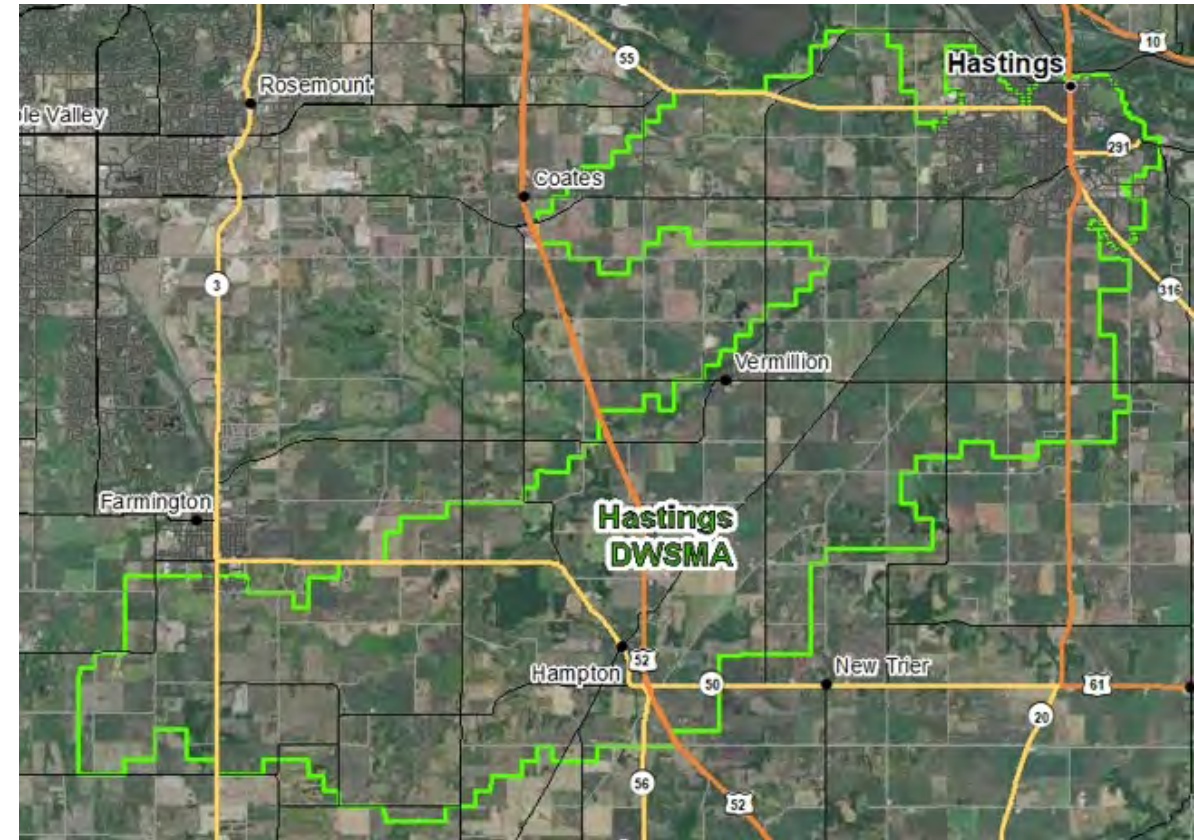 10
55
Hastings
Rosemount
le Valley
291
Coates
3
316
Vermillion
Farmington
Hastings
DWSMA
52
Hampton
50
New Trier
61
20
56
52